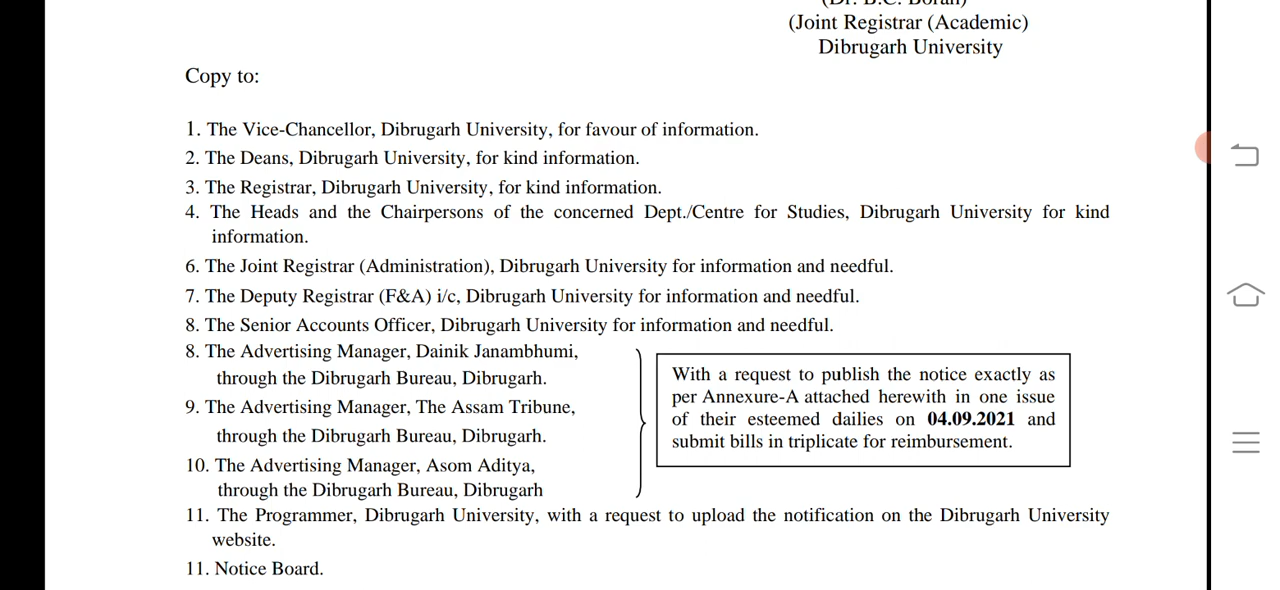 (Joint Registrar (Academic)
Dibrugarh University
Copy to:
1. The Vice-Chancellor, Dibrugarh University, for favour of information.
2. The Deans, Dibrugarh University, for kind information.
3. The Registrar, Dibrugarh University, for kind information.
4. The Heads and the Chairpersons of the concerned Dept./Centre for Studies, Dibrugarh University for kind
information.
6. The Joint Registrar (Administration), Dibrugarh University for information and needful.
7. The Deputy Registrar (F&A) i/c, Dibrugarh University for information and needful.
8. The Senior Accounts Officer, Dibrugarh University for information and needful.
8. The Advertising Manager, Dainik Janambhumi,
through the Dibrugarh Bureau, Dibrugarh.
9. The Advertising Manager, The Assam Tribune,
through the Dibrugarh Bureau, Dibrugarh.
10. The Advertising Manager, Asom Aditya,
through the Dibrugarh Bureau, Dibrugarh
With a request to publish the notice exactly as
per Annexure-A attached herewith in one issue
of their esteemed dailies on 04.09.2021 and
submit bills in triplicate for reimbursement.
11. The Programmer, Dibrugarh University, with a request to upload the notification on the Dibrugarh University
website.
11. Notice Board.